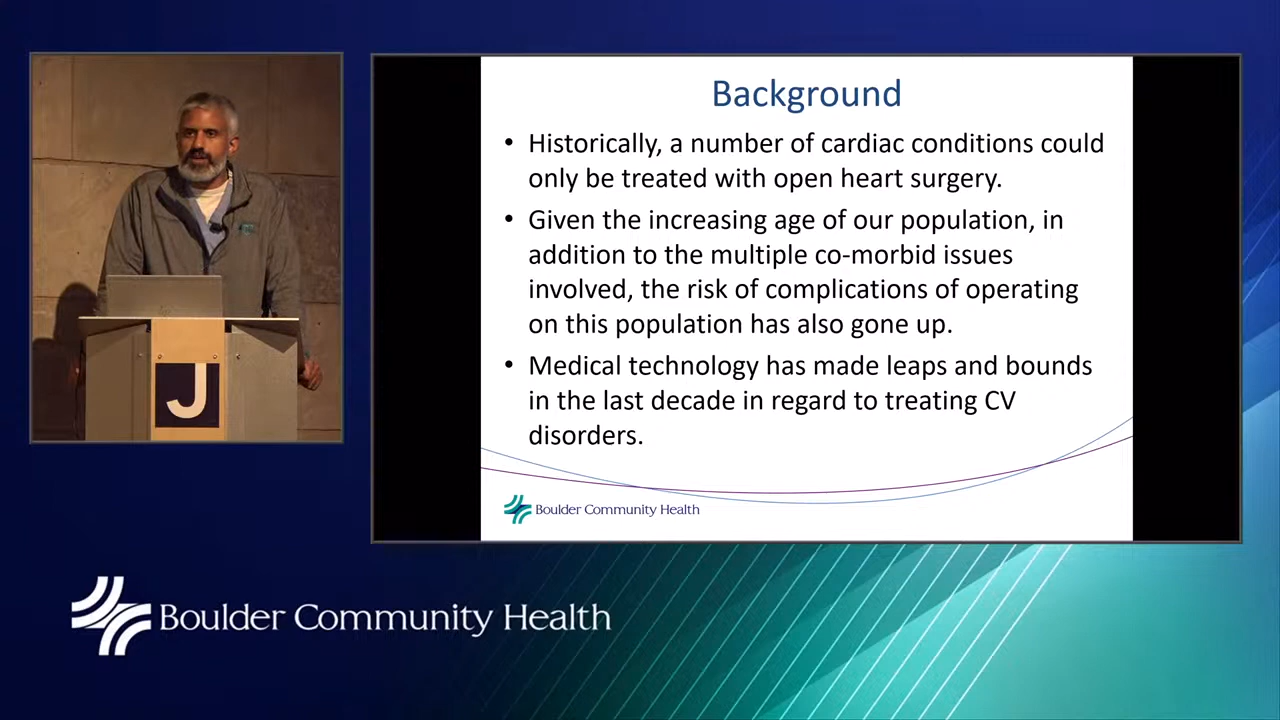 Background
• Historically, a number of cardiac conditions could
only be treated with open heart surgery.
• Given the increasing age of our population, in
addition to the multiple co-morbid issues
involved, the risk of complications of operating
on this population has also gone up.
• Medical technology has made leaps and bounds
in the last decade in regard to treating CV
disorders.
Boulder Community Health
J
Boulder Community Health